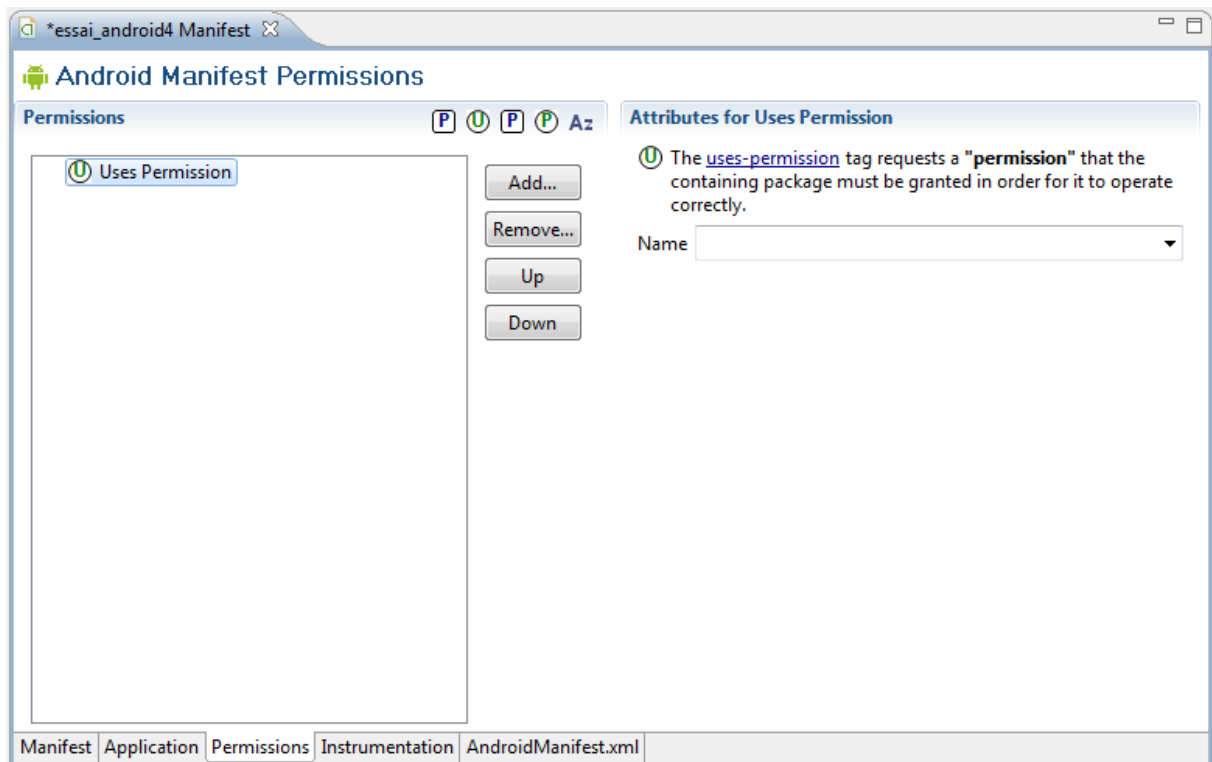 *essai_android4 Manifest
Android Manifest Permissions
Permissions
P U P P Az
Uses Permission
Add...
Remove...
Up
Down
Attributes for Uses Permission
U The uses-permission tag requests a "permission" that the
containing package must be granted in order for it to operate
correctly.
Name
Manifest Application Permissions Instrumentation AndroidManifest.xml